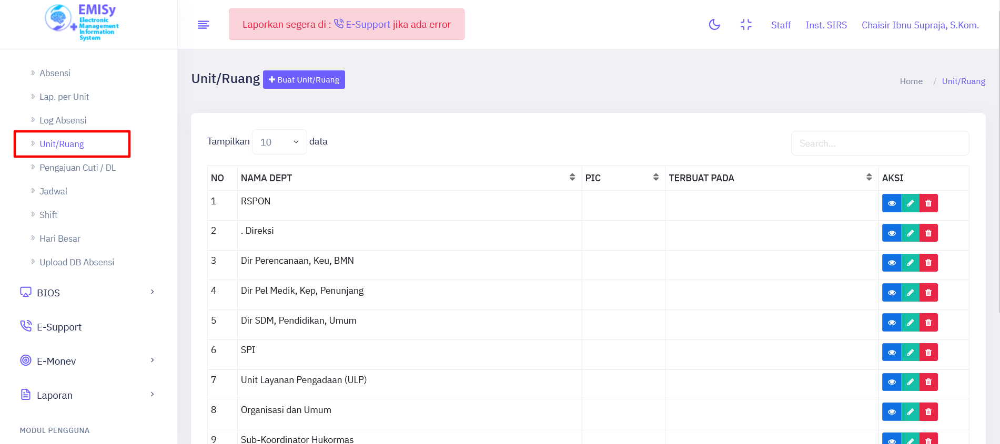 EMISy
Electronic
Management
Information
System
Laporkan segera di : E-Support jika ada error
Staff
Inst. SIRS
Chaisir Ibnu Supraja, S.Kom.
Absensi
Lap. per Unit
Log Absensi
Unit/Ruang
Pengajuan Cuti / DL
Jadwal
Shift
Hari Besar
Upload DB Absensi
BIOS
E-Support
E-Monev
Laporan
MODUL PENGGUNA
Unit/Ruang
Buat Unit/Ruang
Home / Unit/Ruang
Tampilkan 10 data
Search...
NO NAMA DEPT PIC TERBUAT PADA AKSI
1 RSPON
2 . Direksi
3 Dir Perencanaan, Keu, BMN
4 Dir Pel Medik, Kep, Penunjang
5 Dir SDM, Pendidikan, Umum
6 SPI
7 Unit Layanan Pengadaan (ULP)
8 Organisasi dan Umum
9 Sub-Koordinator Hukormas